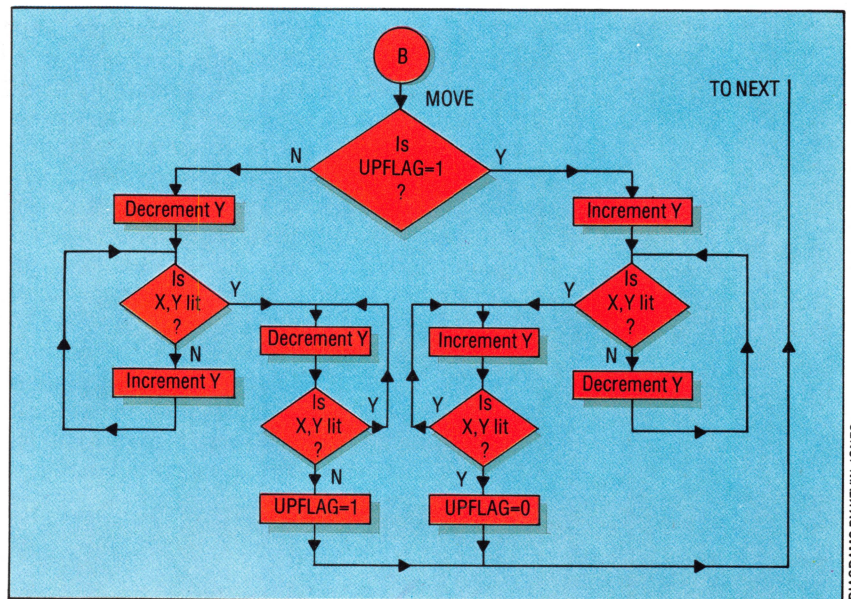 B
MOVE
TO NEXT
Is
UPFLAG=1
?
N
Y
Decrement Y
Increment Y
Is
X,Y lit
?
Y
N
Increment Y
Decrement Y
Is
X,Y lit
?
Y
N
UPFLAG=1
Increment Y
Is
X,Y lit
?
Y
Y
UPFLAG=0
Is
X,Y lit
?
Y
N
Decrement Y